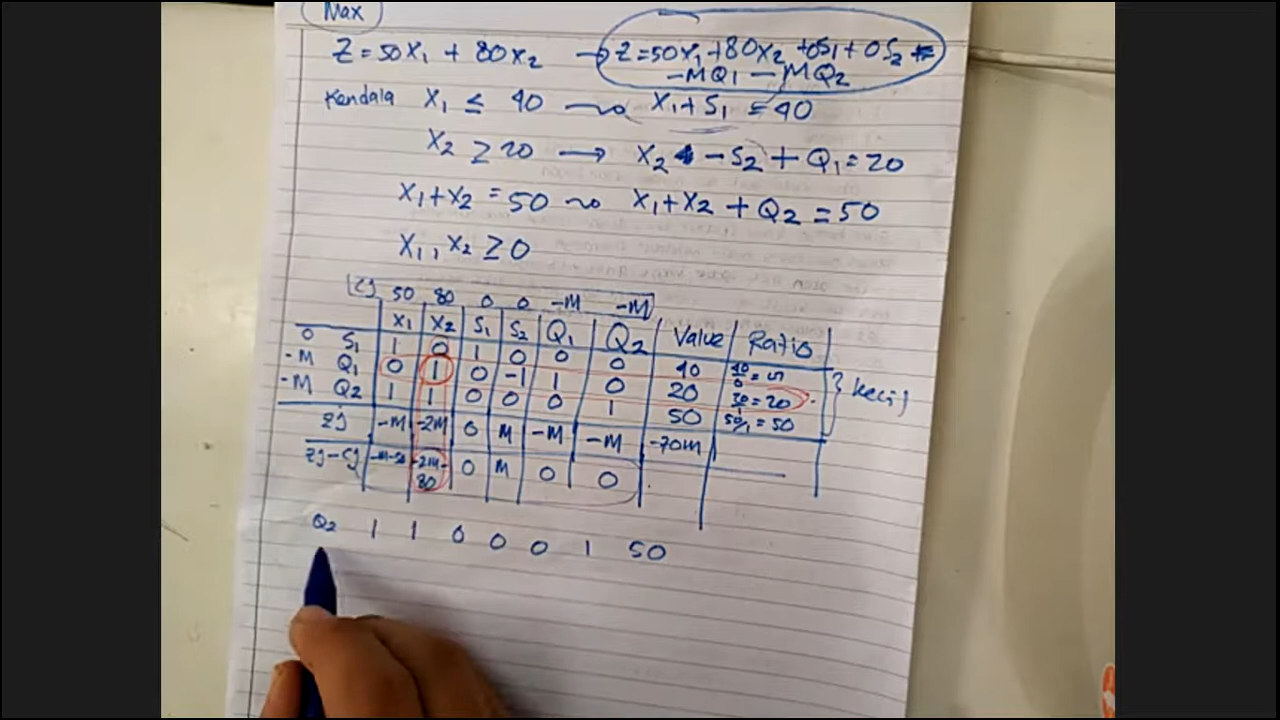 Max
Z = 50X₁ + 80X₂ → Z = 50X₁ + 80X₂ + 0S₁ + 0S₂
-MQ₁ - MQ₂
Kendala X₁ ≤ 40 X₁ + S₁ = 40
X₂ ≥ 20 → X₂ - S₂ + Q₁ = 20
X₁ + X₂ = 50 X₁ + X₂ + Q₂ = 50
X₁, X₂ ≥ 0
Cj 50 80 0 0 -M -M
X₁ X₂ S₁ S₂ Q₁ Q₂ Value Ratio
0 S₁ 1 0 1 0 0 0 40 40/0 = ∽
-M Q₁ 0 1 0 -1 1 0 20 20/1 = 20
-M Q₂ 1 1 0 0 0 1 50 50/1 = 50
Kecil
Zj -M -2M 0 M -M -M -70M
Zj-Cj -M-50 -2M-80 0 M 0 0
Q₂ 1 1 0 0 0 1 50